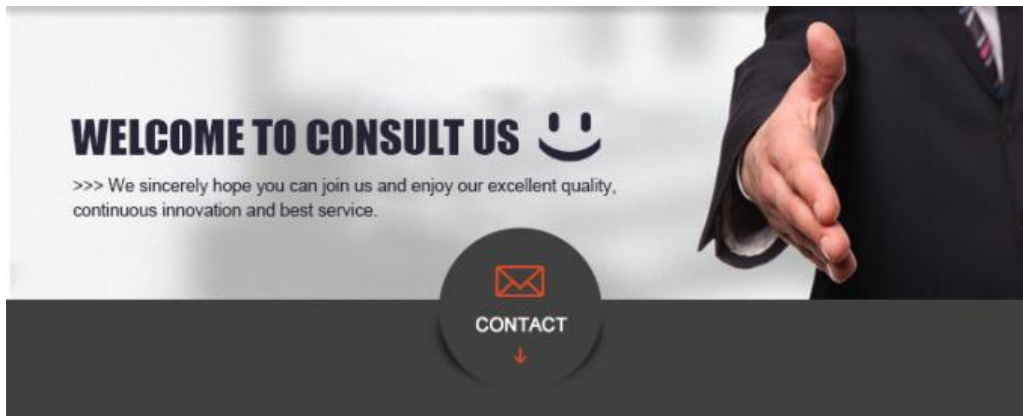 WELCOME TO CONSULT US
>>> We sincerely hope you can join us and enjoy our excellent quality,
continuous innovation and best service.
CONTACT